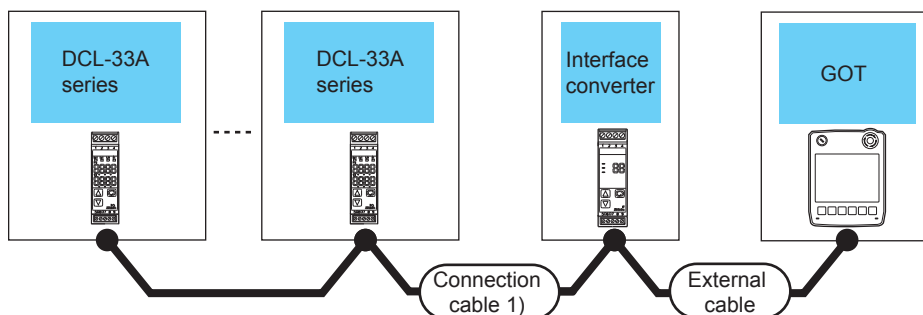 DCL-33A
series
DCL-33A
series
Interface
converter
GOT
Connection
cable 1)
External
cable